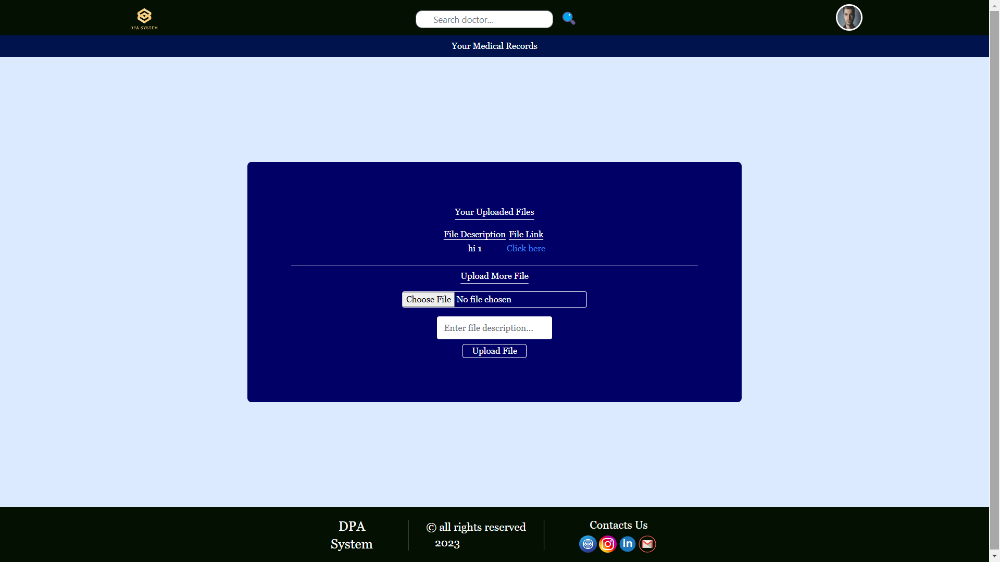 DPA SYSTEM
Search doctor...
Your Medical Records
Your Uploaded Files
File Description File Link
hi 1 Click here
Upload More File
Choose File No file chosen
Enter file description...
Upload File
DPA
System
© all rights reserved
2023
Contacts Us
in